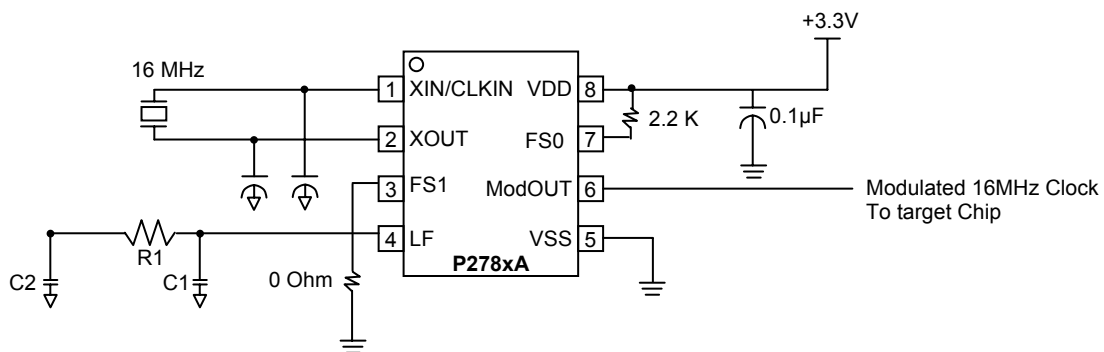 +3.3V
16 MHz
1 XIN/CLKIN VDD 8
2.2 K
0.1µF
2 XOUT FS0 7
3 FS1 ModOUT 6
Modulated 16MHz Clock
To target Chip
4 LF VSS 5
R1
P278xA
C2
C1
0 Ohm